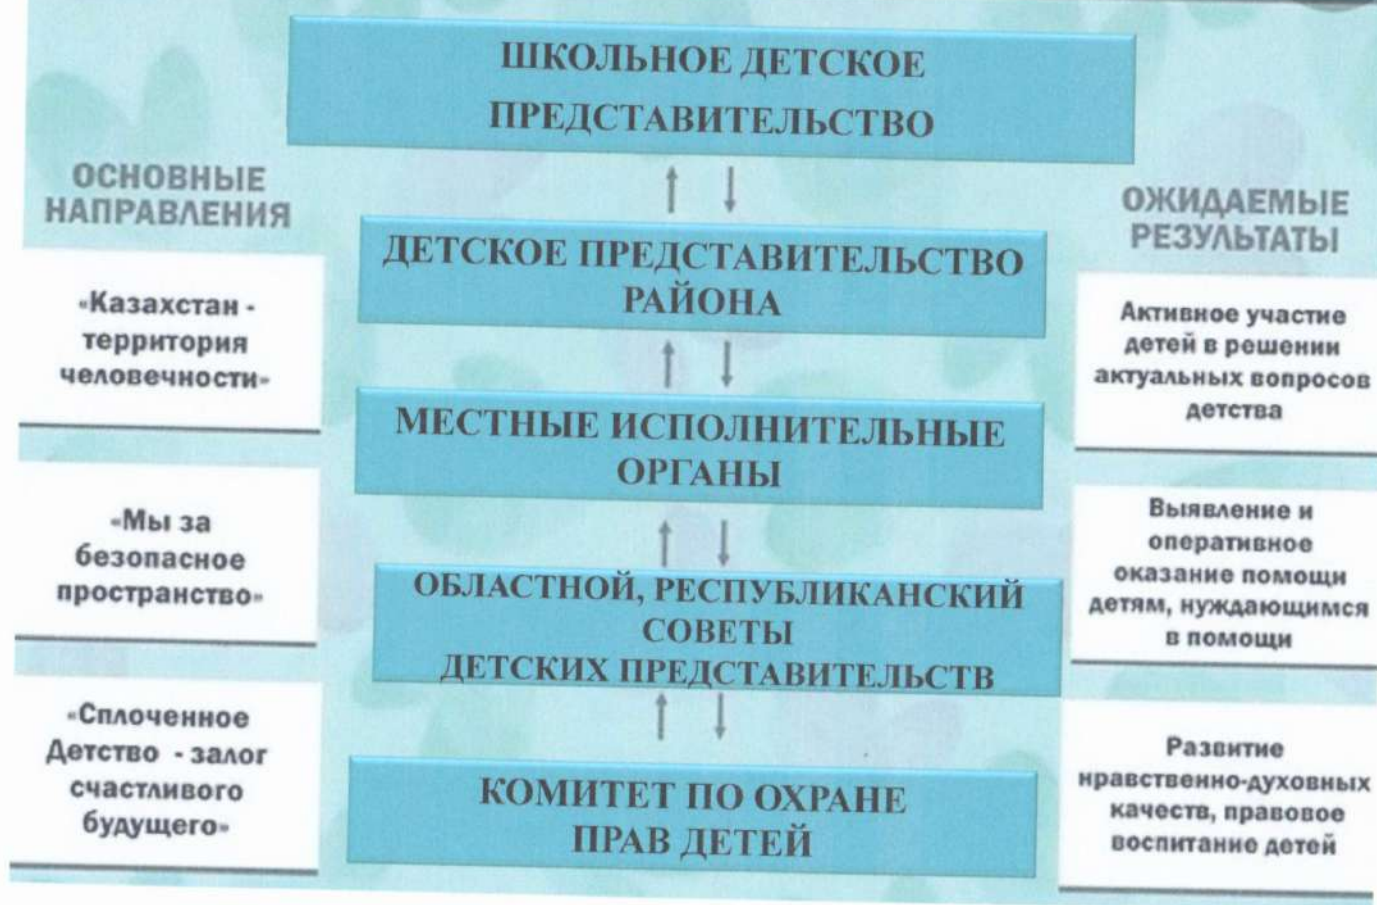 ШКОЛЬНОЕ ДЕТСКОЕ
ПРЕДСТАВИТЕЛЬСТВО
ОСНОВНЫЕ
НАПРАВЛЕНИЯ
«Казахстан -
территория
человечности»
«Мы за
безопасное
пространство»
«Сплоченное
Детство - залог
счастливого
будущего»
ДЕТСКОЕ ПРЕДСТАВИТЕЛЬСТВО
РАЙОНА
МЕСТНЫЕ ИСПОЛНИТЕЛЬНЫЕ
ОРГАНЫ
ОБЛАСТНОЙ, РЕСПУБЛИКАНСКИЙ
СОВЕТЫ
ДЕТСКИХ ПРЕДСТАВИТЕЛЬСТВ
КОМИТЕТ ПО ОХРАНЕ
ПРАВ ДЕТЕЙ
ОЖИДАЕМЫЕ
РЕЗУЛЬТАТЫ
Активное участие
детей в решении
актуальных вопросов
детства
Выявление и
оперативное
оказание помощи
детям, нуждающимся
в помощи
Развитие
нравственно-духовных
качеств, правовое
воспитание детей